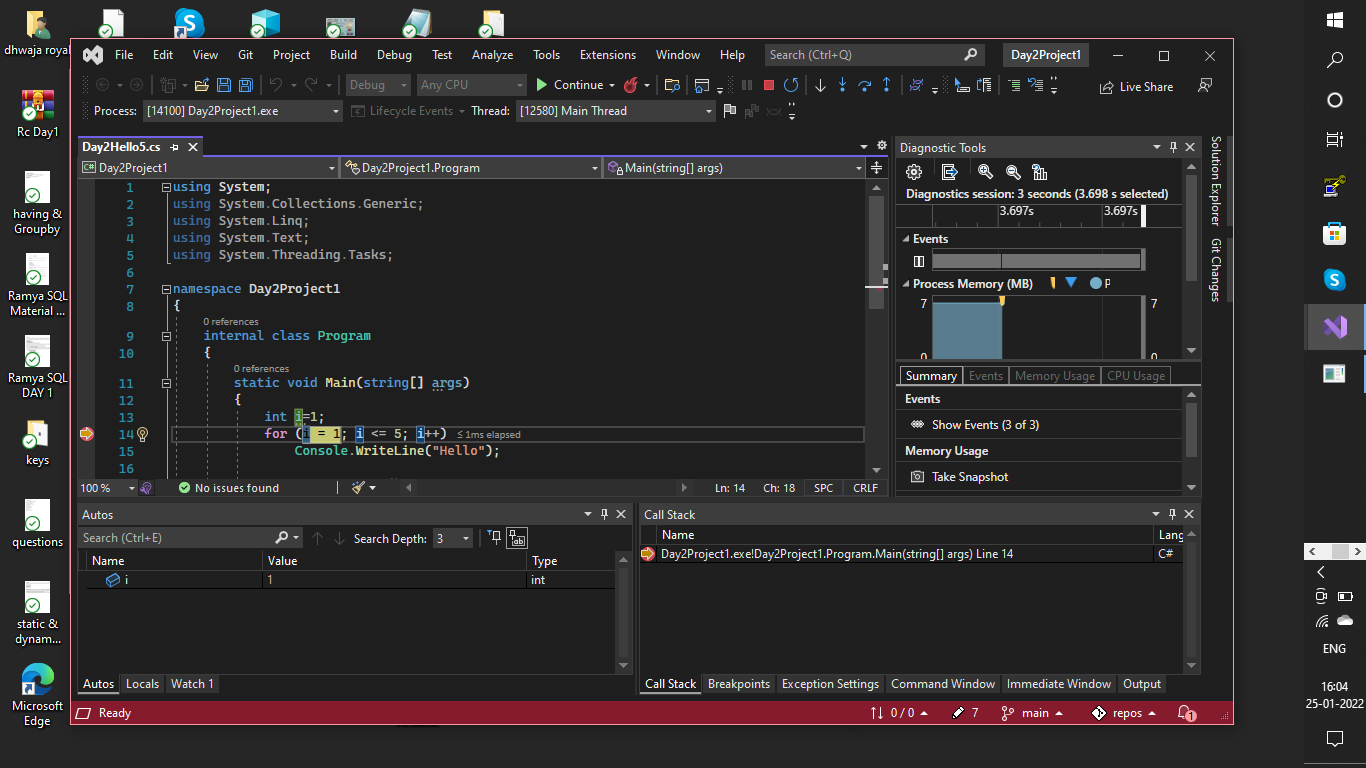 dhwaja royal
Rc Day1
having &
Groupby
Ramya SQL
Material ...
Ramya SQL
DAY 1
keys
questions
static &
dynam...
Microsoft
Edge
File Edit View Git Project Build Debug Test Analyze Tools Extensions Window Help Search (Ctrl+Q) Day2Project1
Debug Any CPU Continue Live Share
Process: [14100] Day2Project1.exe Lifecycle Events Thread: [12580] Main Thread
Day2Hello5.cs
C# Day2Project1 Day2Project1.Program Main(string[] args)
1 using System;
2 using System.Collections.Generic;
3 using System.Linq;
4 using System.Text;
5 using System.Threading.Tasks;
6
7 namespace Day2Project1
8 {
0 references
9 internal class Program
10 {
0 references
11 static void Main(string[] args)
12 {
13 int i=1;
14 for (i = 1; i <= 5; i++) ≤ 1ms elapsed
15 Console.WriteLine("Hello");
16
100 % No issues found Ln: 14 Ch: 18 SPC CRLF
Diagnostic Tools
Diagnostics session: 3 seconds (3.698 s selected)
3.697s 3.697s
Events
Process Memory (MB) P
7 7
0 0
Summary Events Memory Usage CPU Usage
Events
Show Events (3 of 3)
Memory Usage
Take Snapshot
Solution Explorer
Git Changes
Autos
Search (Ctrl+E) Search Depth: 3
Name Value Type
i 1 int
Autos Locals Watch 1
Call Stack
Name Lang
Day2Project1.exe!Day2Project1.Program.Main(string[] args) Line 14 C#
Call Stack Breakpoints Exception Settings Command Window Immediate Window Output
Ready 0 / 0 7 main repos 1
ENG
16:04
25-01-2022